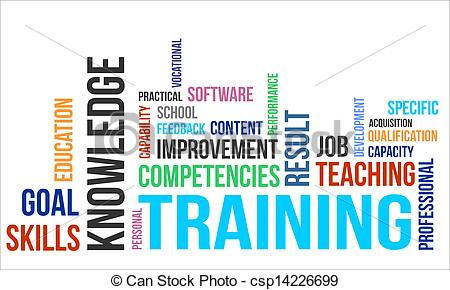 VOCATIONAL
PRACTICAL
SOFTWARE
PERFORMANCE
KNOWLEDGE
EDUCATION
CAPABILITY
SCHOOL
FEEDBACK
CONTENT
IMPROVEMENT
RESULT
JOB
DEVELOPMENT
SPECIFIC
ACQUISITION
QUALIFICATION
CAPACITY
COMPETENCIES
TEACHING
PROFESSIONAL
GOAL
SKILLS
PERSONAL
TRAINING
© Can Stock Photo - csp14226699